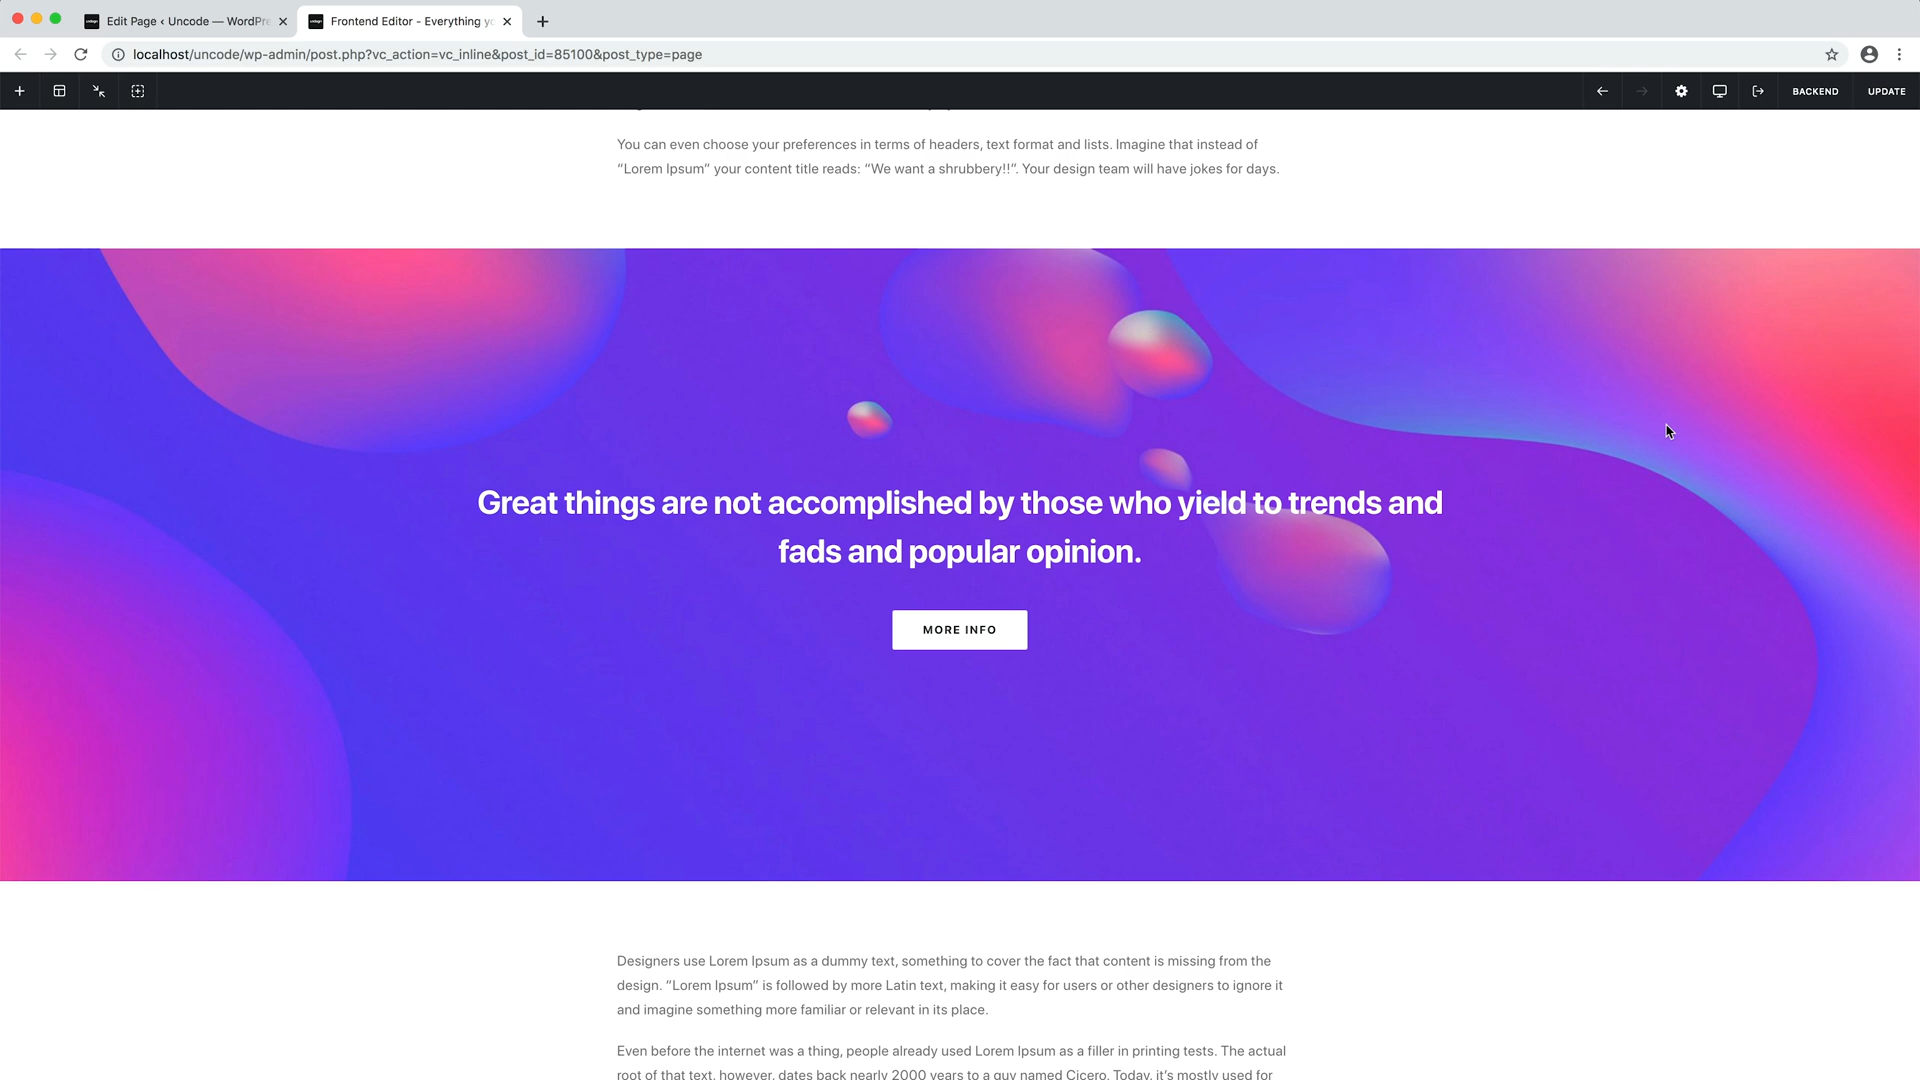 Edit Page ‹ Uncode — WordPre
Frontend Editor - Everything yo
localhost/uncode/wp-admin/post.php?vc_action=vc_inline&post_id=85100&post_type=page
BACKEND
UPDATE
You can even choose your preferences in terms of headers, text format and lists. Imagine that instead of
“Lorem Ipsum” your content title reads: “We want a shrubbery!!”. Your design team will have jokes for days.
Great things are not accomplished by those who yield to trends and
fads and popular opinion.
MORE INFO
Designers use Lorem Ipsum as a dummy text, something to cover the fact that content is missing from the
design. “Lorem Ipsum” is followed by more Latin text, making it easy for users or other designers to ignore it
and imagine something more familiar or relevant in its place.
Even before the internet was a thing, people already used Lorem Ipsum as a filler in printing tests. The actual
root of that text, however, dates back nearly 2000 years to a guy named Cicero. Today, it’s mostly used for